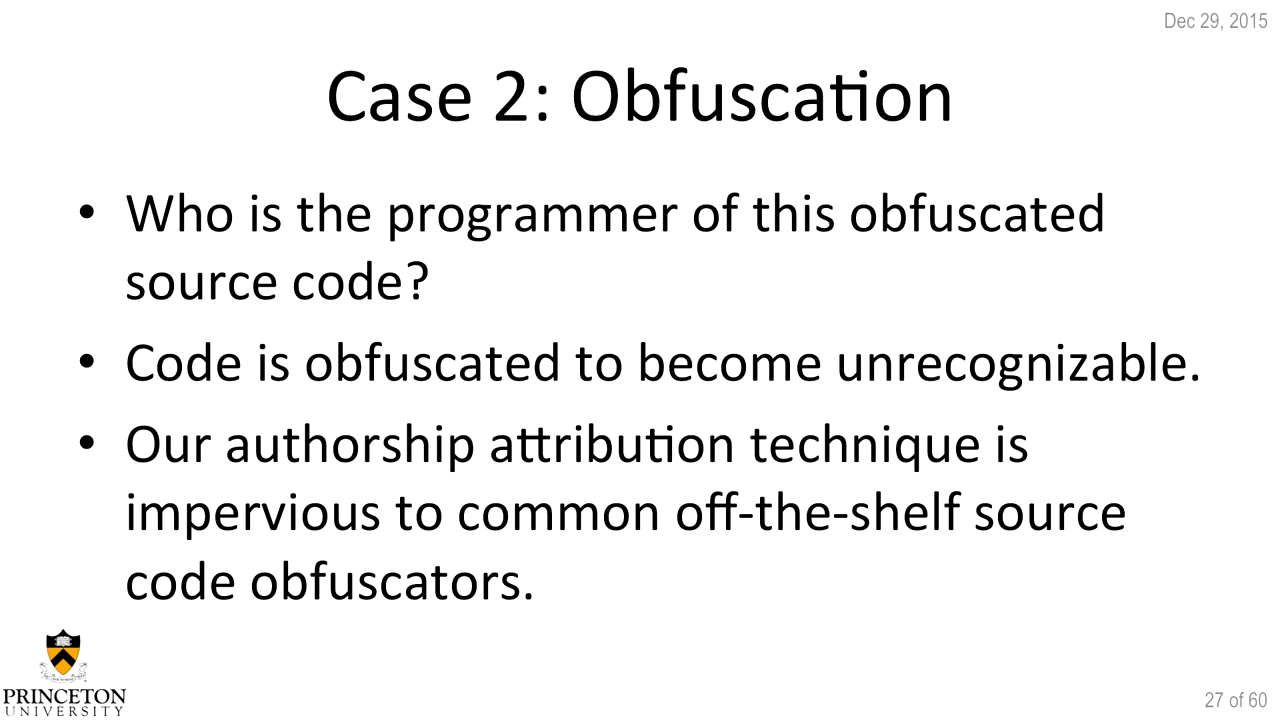 Dec 29, 2015
Case 2: Obfuscation
• Who is the programmer of this obfuscated
source code?
• Code is obfuscated to become unrecognizable.
• Our authorship attribution technique is
impervious to common off-the-shelf source
code obfuscators.
PRINCETON
UNIVERSITY
27 of 60